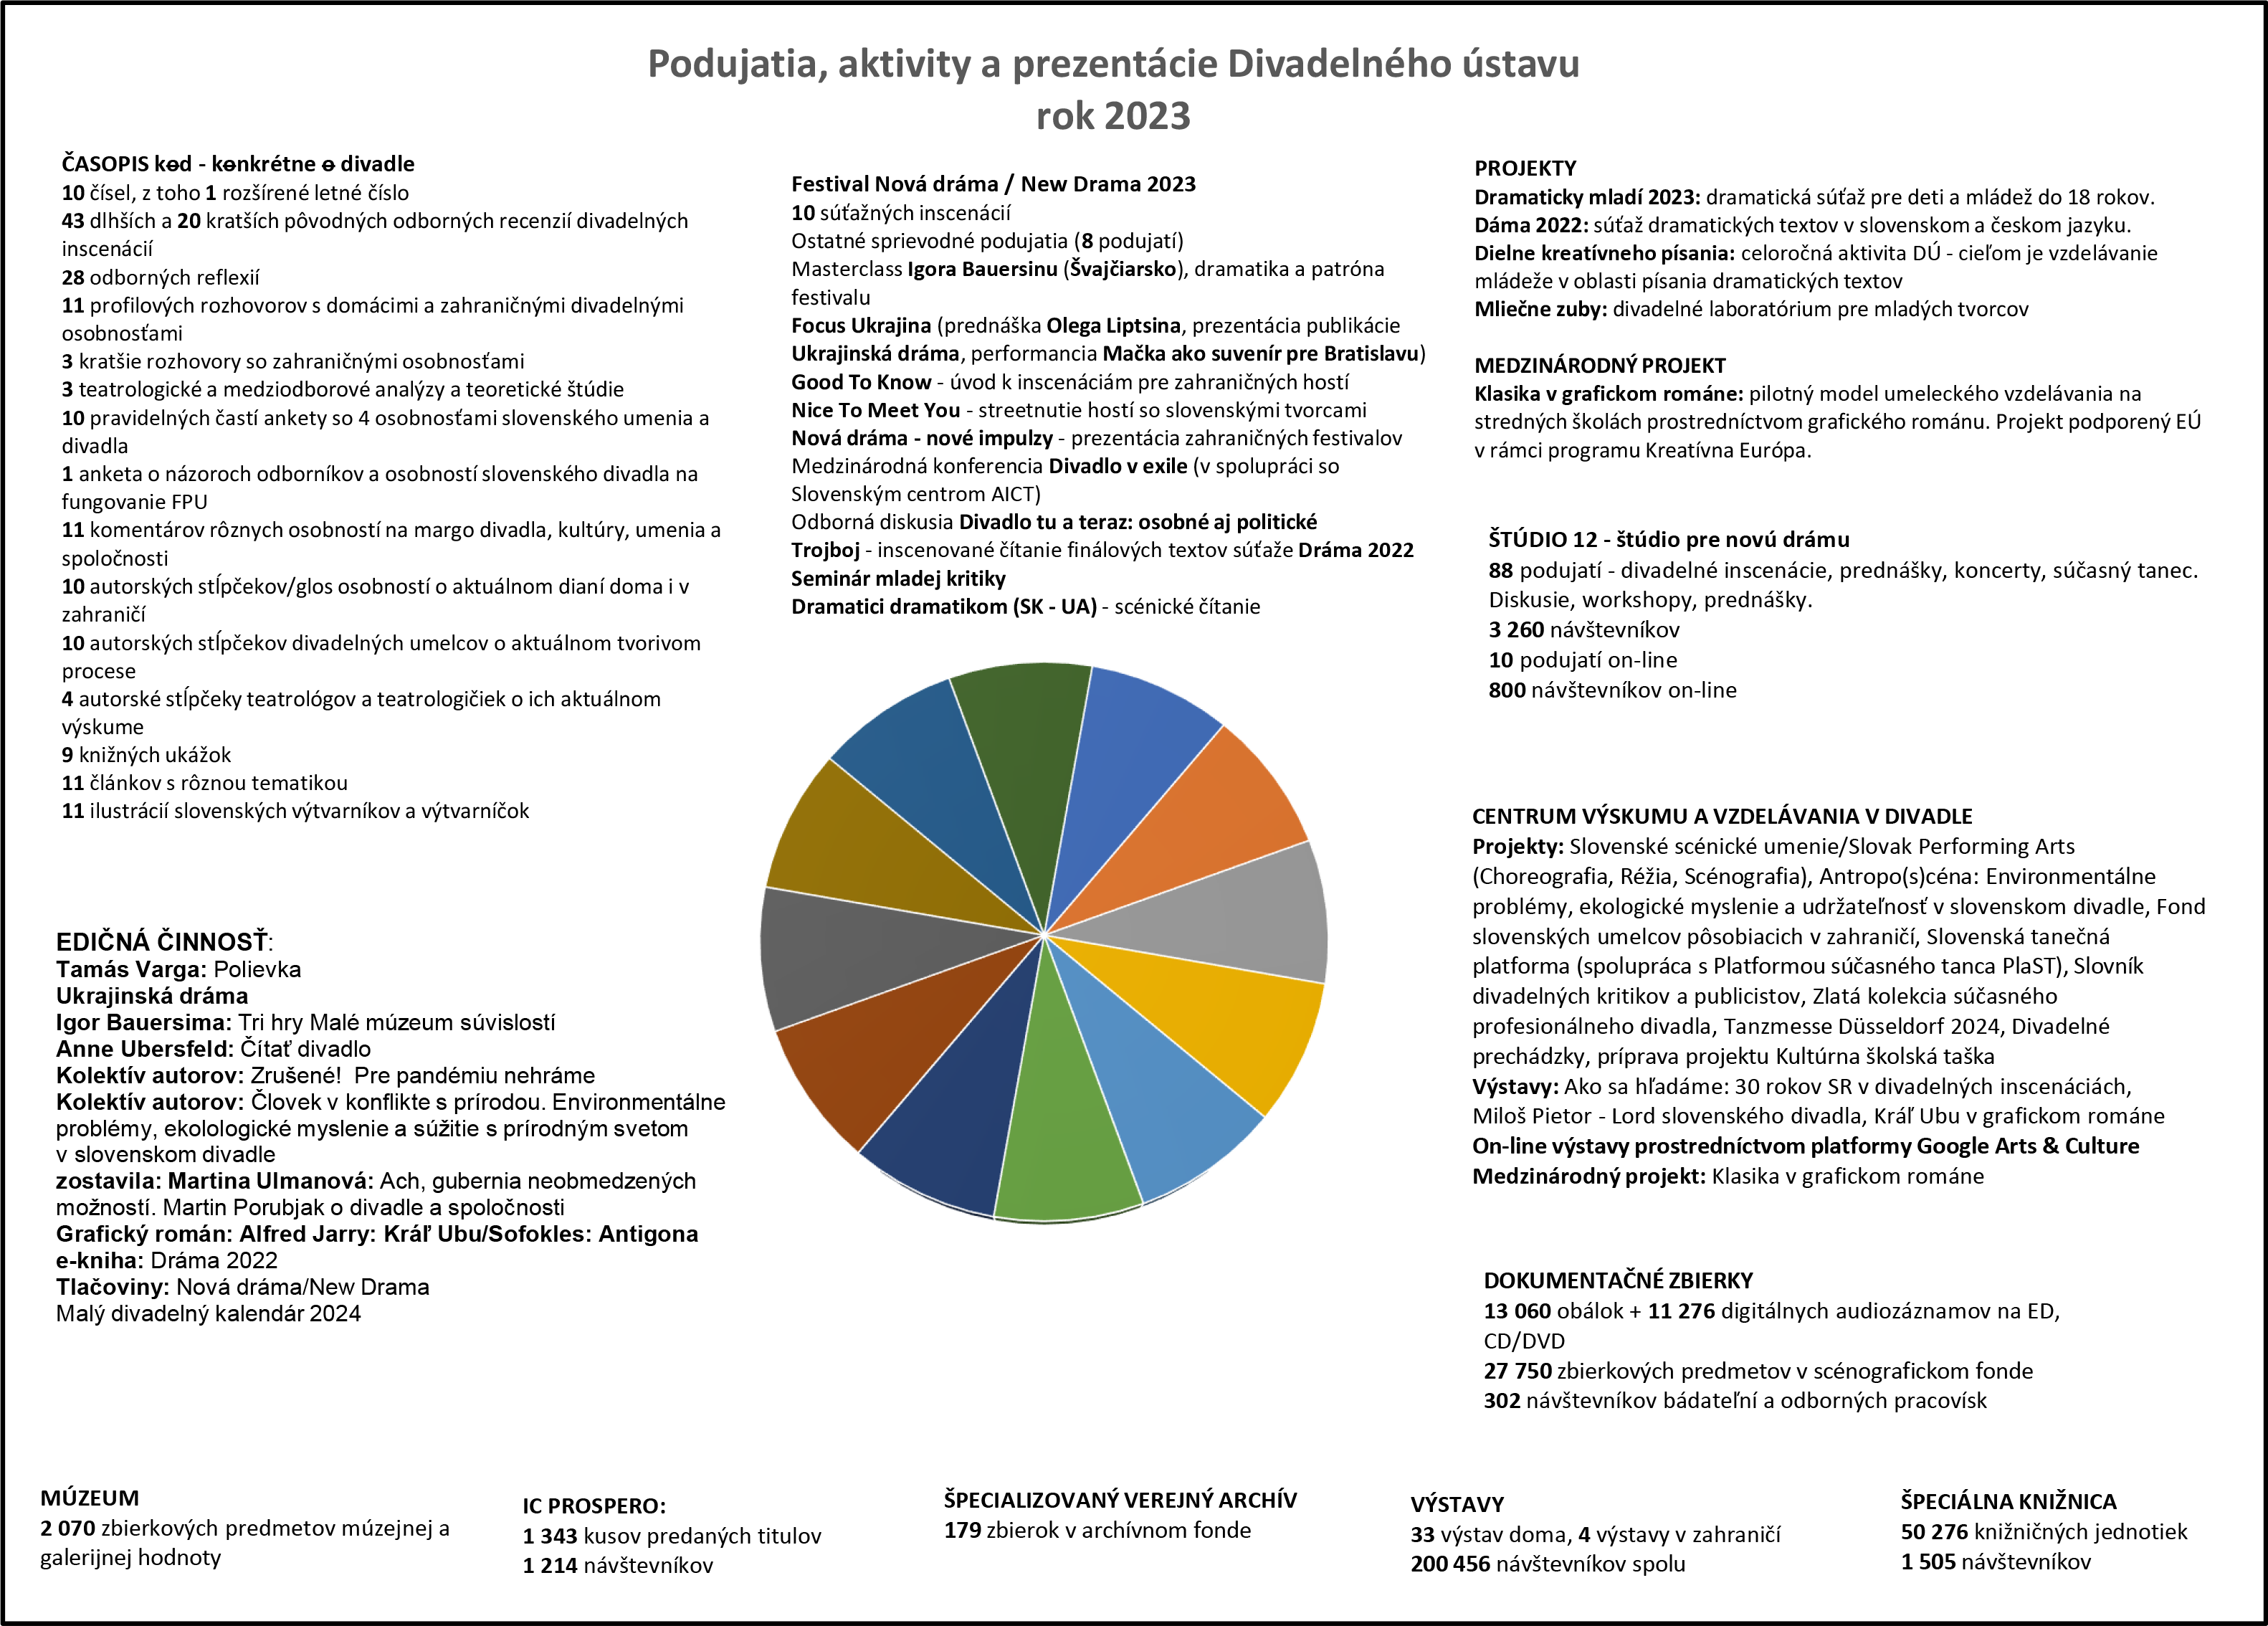 Podujatia, aktivity a prezentácie Divadelného ústavu
rok 2023
ČASOPIS kod - konkrétne o divadle
10 čísel, z toho 1 rozšírené letné číslo
43 dlhších a 20 kratších pôvodných odborných recenzií divadelných
inscenácií
28 odborných reflexií
11 profilových rozhovorov s domácimi a zahraničnými divadelnými
osobnosťami
3 kratšie rozhovory so zahraničnými osobnosťami
3 teatrologické a medziodborové analýzy a teoretické štúdie
10 pravidelných častí ankety so 4 osobnosťami slovenského umenia a
divadla
1 anketa o názoroch odborníkov a osobností slovenského divadla na
fungovanie FPU
11 komentárov rôznych osobností na margo divadla, kultúry, umenia a
spoločnosti
10 autorských stĺpčekov/glos osobností o aktuálnom dianí doma i v
zahraničí
10 autorských stĺpčekov divadelných umelcov o aktuálnom tvorivom
procese
4 autorské stĺpčeky teatrológov a teatrologičiek o ich aktuálnom
výskume
9 knižných ukážok
11 článkov s rôznou tematikou
11 ilustrácií slovenských výtvarníkov a výtvarníčok
EDIČNÁ ČINNOSŤ:
Tamás Varga: Polievka
Ukrajinská dráma
Igor Bauersima: Tri hry Malé múzeum súvislostí
Anne Ubersfeld: Čítať divadlo
Kolektív autorov: Zrušené!  Pre pandémiu nehráme
Kolektív autorov: Človek v konflikte s prírodou. Environmentálne
problémy, ekolologické myslenie a súžitie s prírodným svetom
v slovenskom divadle
zostavila: Martina Ulmanová: Ach, gubernia neobmedzených
možností. Martin Porubjak o divadle a spoločnosti
Grafický román: Alfred Jarry: Kráľ Ubu/Sofokles: Antigona
e-kniha: Dráma 2022
Tlačoviny: Nová dráma/New Drama
Malý divadelný kalendár 2024
Festival Nová dráma / New Drama 2023
10 súťažných inscenácií
Ostatné sprievodné podujatia (8 podujatí)
Masterclass Igora Bauersinu (Švajčiarsko), dramatika a patróna
festivalu
Focus Ukrajina (prednáška Olega Liptsina, prezentácia publikácie
Ukrajinská dráma, performancia Mačka ako suvenír pre Bratislavu)
Good To Know - úvod k inscenáciám pre zahraničných hostí
Nice To Meet You - streetnutie hostí so slovenskými tvorcami
Nová dráma - nové impulzy - prezentácia zahraničných festivalov
Medzinárodná konferencia Divadlo v exile (v spolupráci so
Slovenským centrom AICT)
Odborná diskusia Divadlo tu a teraz: osobné aj politické
Trojboj - inscenované čítanie finálových textov súťaže Dráma 2022
Seminár mladej kritiky
Dramatici dramatikom (SK - UA) - scénické čítanie
PROJEKTY
Dramaticky mladí 2023: dramatická súťaž pre deti a mládež do 18 rokov.
Dáma 2022: súťaž dramatických textov v slovenskom a českom jazyku.
Dielne kreatívneho písania: celoročná aktivita DÚ - cieľom je vzdelávanie
mládeže v oblasti písania dramatických textov
Mliečne zuby: divadelné laboratórium pre mladých tvorcov
MEDZINÁRODNÝ PROJEKT
Klasika v grafickom románe: pilotný model umeleckého vzdelávania na
stredných školách prostredníctvom grafického románu. Projekt podporený EÚ
v rámci programu Kreatívna Európa.
ŠTÚDIO 12 - štúdio pre novú drámu
88 podujatí - divadelné inscenácie, prednášky, koncerty, súčasný tanec.
Diskusie, workshopy, prednášky.
3 260 návštevníkov
10 podujatí on-line
800 návštevníkov on-line
CENTRUM VÝSKUMU A VZDELÁVANIA V DIVADLE
Projekty: Slovenské scénické umenie/Slovak Performing Arts
(Choreografia, Réžia, Scénografia), Antropo(s)céna: Environmentálne
problémy, ekologické myslenie a udržateľnosť v slovenskom divadle, Fond
slovenských umelcov pôsobiacich v zahraničí, Slovenská tanečná
platforma (spolupráca s Platformou súčasného tanca PlaST), Slovník
divadelných kritikov a publicistov, Zlatá kolekcia súčasného
profesionálneho divadla, Tanzmesse Düsseldorf 2024, Divadelné
prechádzky, príprava projektu Kultúrna školská taška
Výstavy: Ako sa hľadáme: 30 rokov SR v divadelných inscenáciách,
Miloš Pietor - Lord slovenského divadla, Kráľ Ubu v grafickom románe
On-line výstavy prostredníctvom platformy Google Arts & Culture
Medzinárodný projekt: Klasika v grafickom románe
DOKUMENTAČNÉ ZBIERKY
13 060 obálok + 11 276 digitálnych audiozáznamov na ED,
CD/DVD
27 750 zbierkových predmetov v scénografickom fonde
302 návštevníkov bádateľní a odborných pracovísk
MÚZEUM
2 070 zbierkových predmetov múzejnej a
galerijnej hodnoty
IC PROSPERO:
1 343 kusov predaných titulov
1 214 návštevníkov
ŠPECIALIZOVANÝ VEREJNÝ ARCHÍV
179 zbierok v archívnom fonde
VÝSTAVY
33 výstav doma, 4 výstavy v zahraničí
200 456 návštevníkov spolu
ŠPECIÁLNA KNIŽNICA
50 276 knižničných jednotiek
1 505 návštevníkov